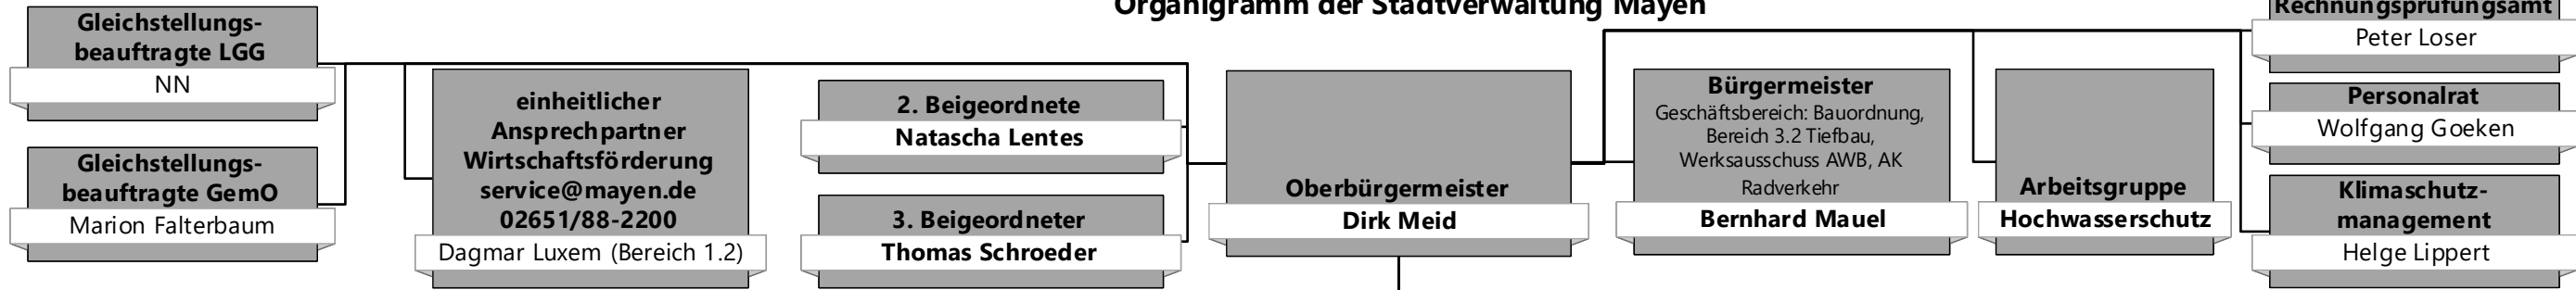 Organigramm der Stadtverwaltung Mayen
Gleichstellungs-
beauftragte LGG
NN
Gleichstellungs-
beauftragte GemO
Marion Falterbaum
einheitlicher
Ansprechpartner
Wirtschaftsförderung
service@mayen.de
02651/88-2200
Dagmar Luxem (Bereich 1.2)
2. Beigeordnete
Natascha Lentes
3. Beigeordneter
Thomas Schroeder
Oberbürgermeister
Dirk Meid
Bürgermeister
Geschäftsbereich: Bauordnung,
Bereich 3.2 Tiefbau,
Werksausschuss AWB, AK
Radverkehr
Bernhard Mauel
Arbeitsgruppe
Hochwasserschutz
Rechnungsprüfungsamt
Peter Loser
Personalrat
Wolfgang Goeken
Klimaschutz-
management
Helge Lippert